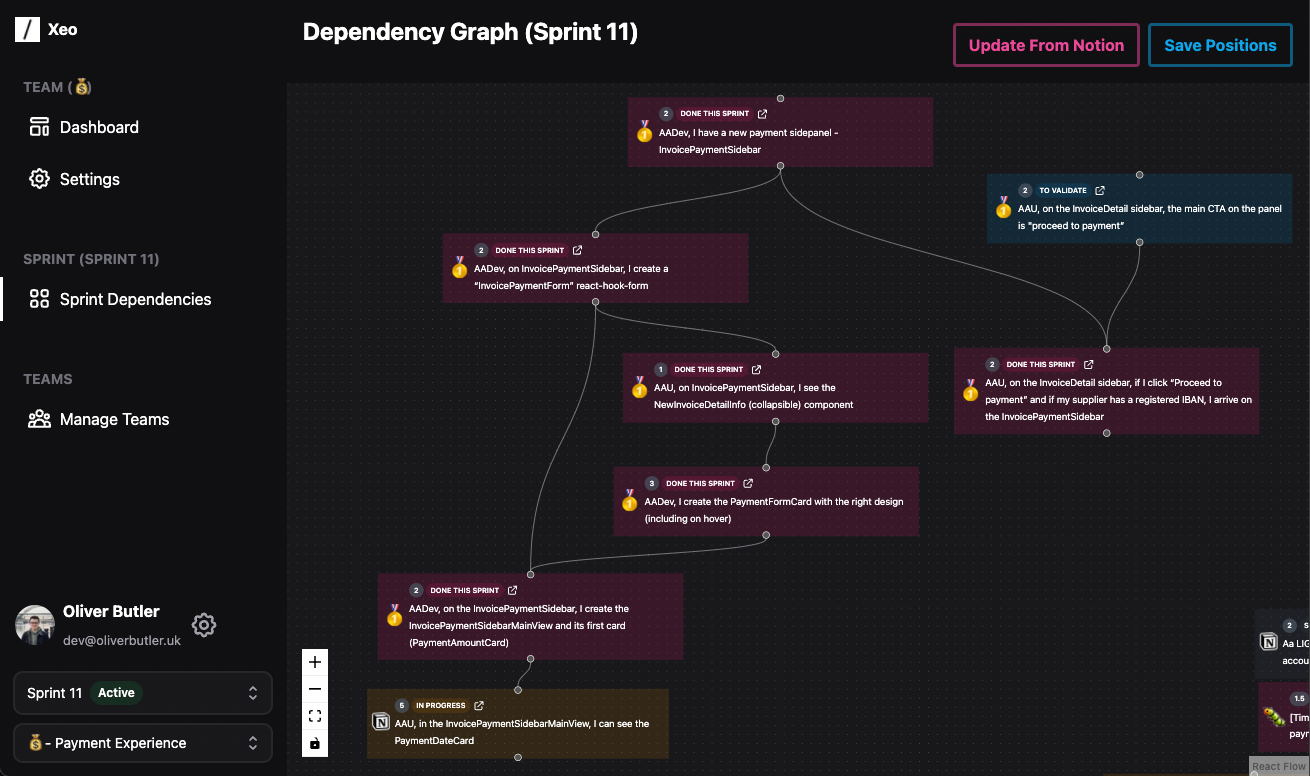 Xeo
TEAM (💰)
Dashboard
Settings
SPRINT (SPRINT 11)
Sprint Dependencies
TEAMS
Manage Teams
Oliver Butler
dev@oliverbutler.uk
Sprint 11 Active
💰 - Payment Experience
Dependency Graph (Sprint 11)
Update From Notion
Save Positions
2 DONE THIS SPRINT
AADev, I have a new payment sidepanel -
InvoicePaymentSidebar
2 TO VALIDATE
AAU, on the InvoiceDetail sidebar, the main CTA on the panel
is "proceed to payment”
2 DONE THIS SPRINT
AADev, on InvoicePaymentSidebar, I create a
“InvoicePaymentForm” react-hook-form
1 DONE THIS SPRINT
AAU, on InvoicePaymentSidebar, I see the
NewInvoiceDetailInfo (collapsible) component
2 DONE THIS SPRINT
AAU, on the InvoiceDetail sidebar, if I click “Proceed to
payment” and if my supplier has a registered IBAN, I arrive on
the InvoicePaymentSidebar
3 DONE THIS SPRINT
AADev, I create the PaymentFormCard with the right design
(including on hover)
2 DONE THIS SPRINT
AADev, on the InvoicePaymentSidebar, I create the
InvoicePaymentSidebarMainView and its first card
(PaymentAmountCard)
5 IN PROGRESS
AAU, in the InvoicePaymentSidebarMainView, I can see the
PaymentDateCard
2 S
Aa LIG
accou
1.5
[Tim
payr
React Flow